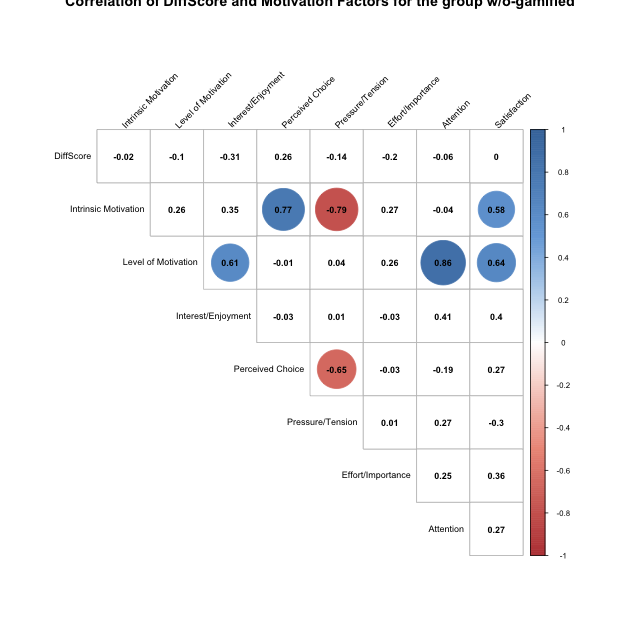 Correlation of DiffScore and Motivation Factors for the group w/o-gamified
Intrinsic Motivation
Level of Motivation
Interest/Enjoyment
Perceived Choice
Pressure/Tension
Effort/Importance
Attention
Satisfaction
DiffScore -0.02 -0.1 -0.31 0.26 -0.14 -0.2 -0.06 0
Intrinsic Motivation 0.26 0.35 0.77 -0.79 0.27 -0.04 0.58
Level of Motivation 0.61 -0.01 0.04 0.26 0.86 0.64
Interest/Enjoyment -0.03 0.01 -0.03 0.41 0.4
Perceived Choice -0.65 -0.03 -0.19 0.27
Pressure/Tension 0.01 0.27 -0.3
Effort/Importance 0.25 0.36
Attention 0.27
1
0.8
0.6
0.4
0.2
0
-0.2
-0.4
-0.6
-0.8
-1